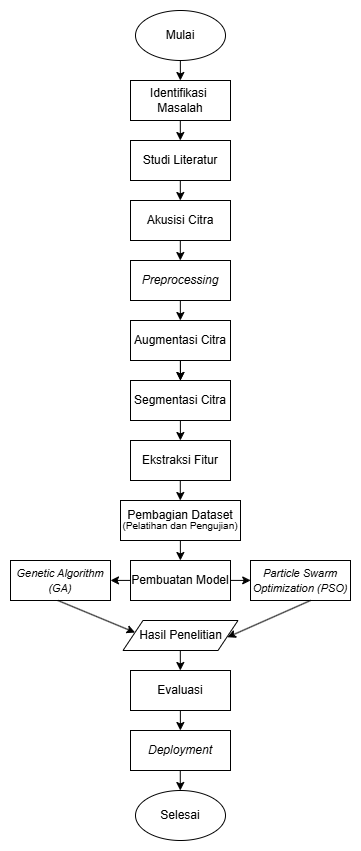 Mulai
Identifikasi
Masalah
Studi Literatur
Akusisi Citra
Preprocessing
Augmentasi Citra
Segmentasi Citra
Ekstraksi Fitur
Pembagian Dataset
(Pelatihan dan Pengujian)
Genetic Algorithm
(GA)
Pembuatan Model
Particle Swarm
Optimization (PSO)
Hasil Penelitian
Evaluasi
Deployment
Selesai